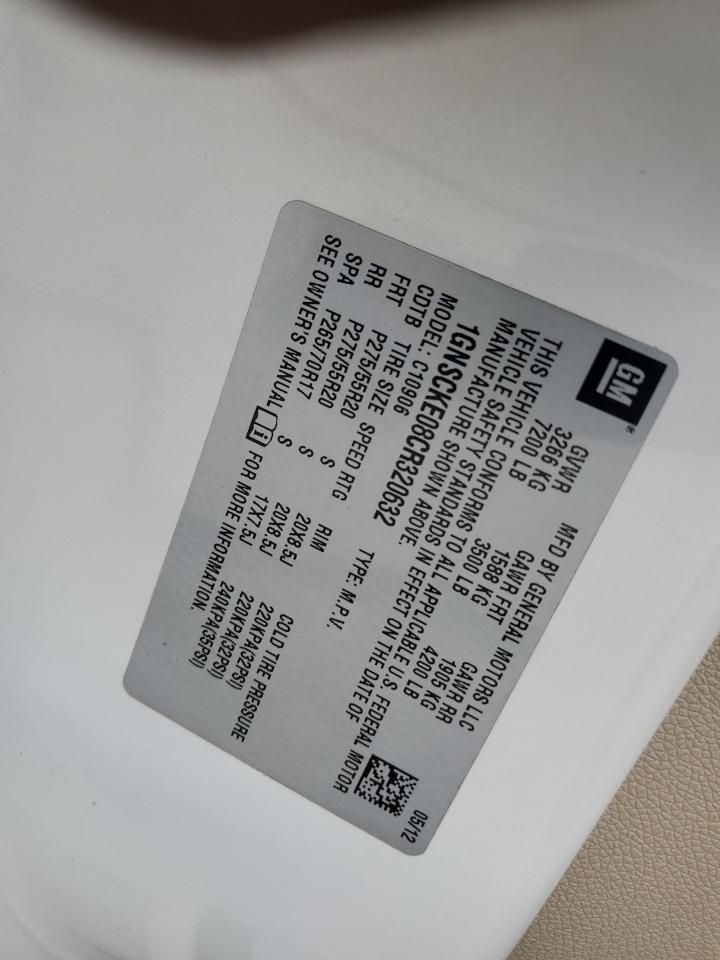 GM
MFD BY GENERAL MOTORS LLC 05/12
GVWR GAWR FRT GAWR RR
3266 KG 1588 KG 1905 KG
7200 LB 3500 LB 4200 LB
THIS VEHICLE CONFORMS TO ALL APPLICABLE U.S. FEDERAL MOTOR
VEHICLE SAFETY STANDARDS IN EFFECT ON THE DATE OF
MANUFACTURE SHOWN ABOVE.
1GNSCKE08CR320632 TYPE: M.P.V.
MODEL: C10906
CDTB TIRE SIZE SPEED RTG RIM COLD TIRE PRESSURE
FRT P275/55R20 S 20X8.5J 220KPA(32PSI)
RR P275/55R20 S 20X8.5J 220KPA(32PSI)
SPA P265/70R17 S 17X7.5J 240KPA(35PSI)
SEE OWNER'S MANUAL i FOR MORE INFORMATION.